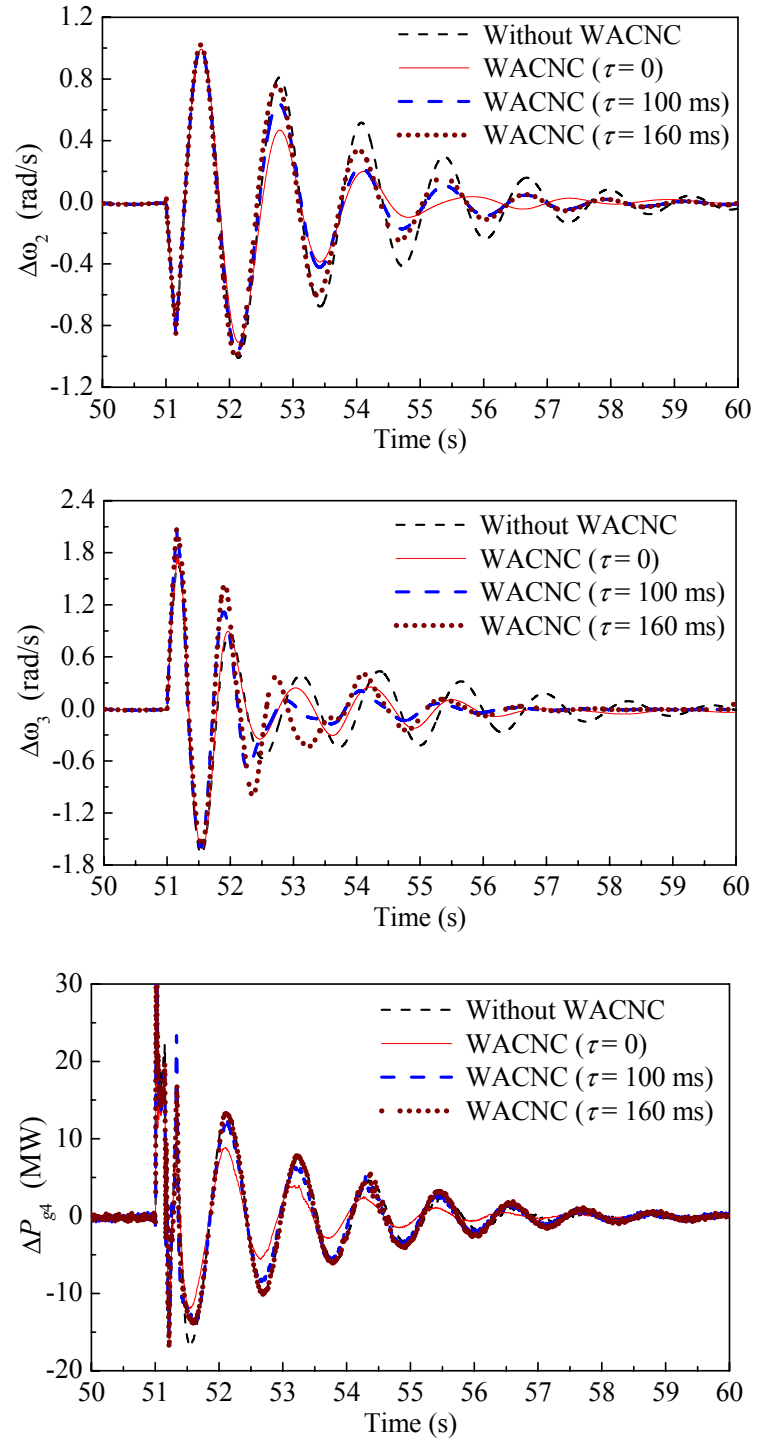 1.2
0.8
0.4
0.0
-0.4
-0.8
-1.2
Δω2 (rad/s)
Without WACNC
WACNC (τ = 0)
WACNC (τ = 100 ms)
WACNC (τ = 160 ms)
50 51 52 53 54 55 56 57 58 59 60
Time (s)
2.4
1.8
1.2
0.6
0.0
-0.6
-1.2
-1.8
Δω3 (rad/s)
Without WACNC
WACNC (τ = 0)
WACNC (τ = 100 ms)
WACNC (τ = 160 ms)
50 51 52 53 54 55 56 57 58 59 60
Time (s)
30
20
10
0
-10
-20
ΔPg4 (MW)
Without WACNC
WACNC (τ = 0)
WACNC (τ = 100 ms)
WACNC (τ = 160 ms)
50 51 52 53 54 55 56 57 58 59 60
Time (s)